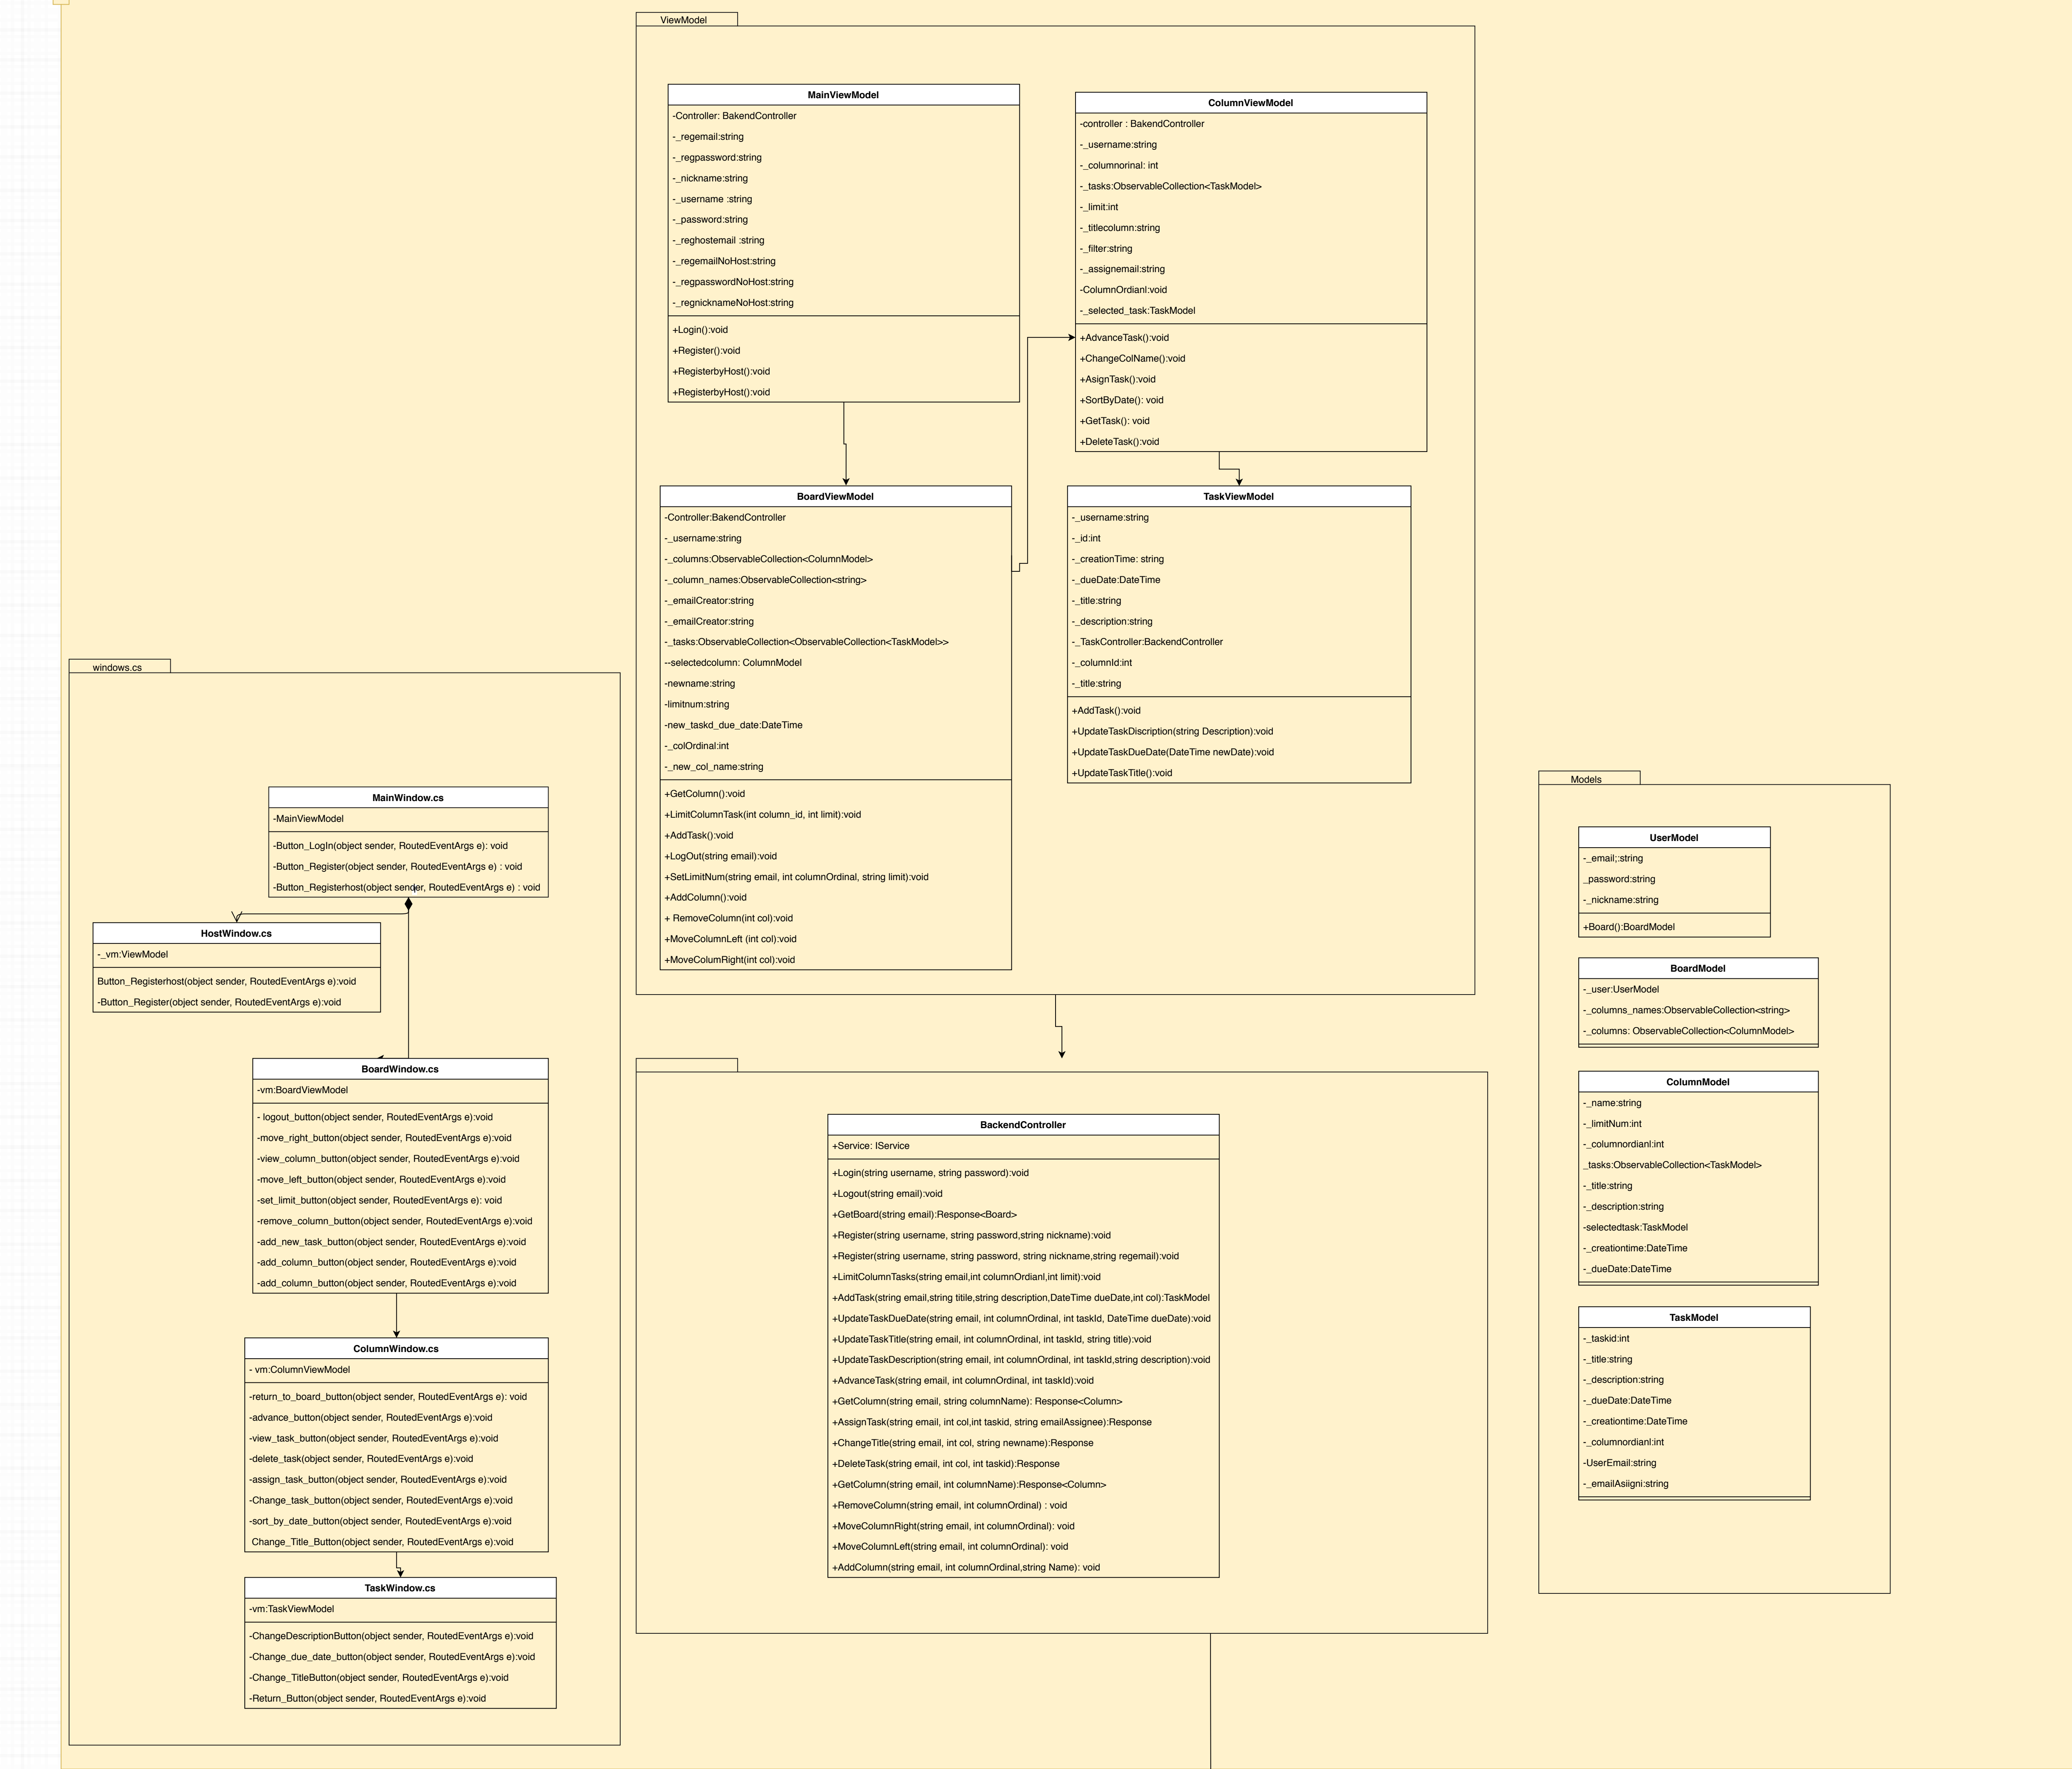 ViewModel
MainViewModel
-Controller: BakendController
-_regemail:string
-_regpassword:string
-_nickname:string
-_username :string
-_password:string
-_reghostemail :string
-_regemailNoHost:string
-_regpasswordNoHost:string
-_regnicknameNoHost:string
+Login():void
+Register():void
+RegisterbyHost():void
+RegisterbyHost():void
ColumnViewModel
-controller : BakendController
-_username:string
-_columnorinal: int
-_tasks:ObservableCollection<TaskModel>
-_limit:int
-_titlecolumn:string
-_filter:string
-_assignemail:string
-ColumnOrdianl:void
-_selected_task:TaskModel
+AdvanceTask():void
+ChangeColName():void
+AsignTask():void
+SortByDate(): void
+GetTask(): void
+DeleteTask():void
BoardViewModel
-Controller:BakendController
-_username:string
-_columns:ObservableCollection<ColumnModel>
-_column_names:ObservableCollection<string>
-_emailCreator:string
-_emailCreator:string
-_tasks:ObservableCollection<ObservableCollection<TaskModel>>
--selectedcolumn: ColumnModel
-newname:string
-limitnum:string
-new_taskd_due_date:DateTime
-_colOrdinal:int
-_new_col_name:string
+GetColumn():void
+LimitColumnTask(int column_id, int limit):void
+AddTask():void
+LogOut(string email):void
+SetLimitNum(string email, int columnOrdinal, string limit):void
+AddColumn():void
+ RemoveColumn(int col):void
+MoveColumnLeft (int col):void
+MoveColumRight(int col):void
TaskViewModel
-_username:string
-_id:int
-_creationTime: string
-_dueDate:DateTime
-_title:string
-_description:string
-_TaskController:BackendController
-_columnId:int
-_title:string
+AddTask():void
+UpdateTaskDiscription(string Description):void
+UpdateTaskDueDate(DateTime newDate):void
+UpdateTaskTitle():void
windows.cs
MainWindow.cs
-MainViewModel
-Button_LogIn(object sender, RoutedEventArgs e): void
-Button_Register(object sender, RoutedEventArgs e) : void
-Button_Registerhost(object sender, RoutedEventArgs e) : void
HostWindow.cs
-_vm:ViewModel
Button_Registerhost(object sender, RoutedEventArgs e):void
-Button_Register(object sender, RoutedEventArgs e):void
BoardWindow.cs
-vm:BoardViewModel
- logout_button(object sender, RoutedEventArgs e):void
-move_right_button(object sender, RoutedEventArgs e):void
-view_column_button(object sender, RoutedEventArgs e):void
-move_left_button(object sender, RoutedEventArgs e):void
-set_limit_button(object sender, RoutedEventArgs e): void
-remove_column_button(object sender, RoutedEventArgs e):void
-add_new_task_button(object sender, RoutedEventArgs e):void
-add_column_button(object sender, RoutedEventArgs e):void
-add_column_button(object sender, RoutedEventArgs e):void
ColumnWindow.cs
- vm:ColumnViewModel
-return_to_board_button(object sender, RoutedEventArgs e): void
-advance_button(object sender, RoutedEventArgs e):void
-view_task_button(object sender, RoutedEventArgs e):void
-delete_task(object sender, RoutedEventArgs e):void
-assign_task_button(object sender, RoutedEventArgs e):void
-Change_task_button(object sender, RoutedEventArgs e):void
-sort_by_date_button(object sender, RoutedEventArgs e):void
Change_Title_Button(object sender, RoutedEventArgs e):void
TaskWindow.cs
-vm:TaskViewModel
-ChangeDescriptionButton(object sender, RoutedEventArgs e):void
-Change_due_date_button(object sender, RoutedEventArgs e):void
-Change_TitleButton(object sender, RoutedEventArgs e):void
-Return_Button(object sender, RoutedEventArgs e):void
BackendController
+Service: IService
+Login(string username, string password):void
+Logout(string email):void
+GetBoard(string email):Response<Board>
+Register(string username, string password,string nickname):void
+Register(string username, string password, string nickname,string regemail):void
+LimitColumnTasks(string email,int columnOrdianl,int limit):void
+AddTask(string email,string titile,string description,DateTime dueDate,int col):TaskModel
+UpdateTaskDueDate(string email, int columnOrdinal, int taskId, DateTime dueDate):void
+UpdateTaskTitle(string email, int columnOrdinal, int taskId, string title):void
+UpdateTaskDescription(string email, int columnOrdinal, int taskId,string description):void
+AdvanceTask(string email, int columnOrdinal, int taskId):void
+GetColumn(string email, string columnName): Response<Column>
+AssignTask(string email, int col,int taskid, string emailAssignee):Response
+ChangeTitle(string email, int col, string newname):Response
+DeleteTask(string email, int col, int taskid):Response
+GetColumn(string email, int columnName):Response<Column>
+RemoveColumn(string email, int columnOrdinal) : void
+MoveColumnRight(string email, int columnOrdinal): void
+MoveColumnLeft(string email, int columnOrdinal): void
+AddColumn(string email, int columnOrdinal,string Name): void
Models
UserModel
-_email;:string
_password:string
-_nickname:string
+Board():BoardModel
BoardModel
-_user:UserModel
-_columns_names:ObservableCollection<string>
-_columns: ObservableCollection<ColumnModel>
ColumnModel
-_name:string
-_limitNum:int
-_columnordianl:int
_tasks:ObservableCollection<TaskModel>
-_title:string
-_description:string
-selectedtask:TaskModel
-_creationtime:DateTime
-_dueDate:DateTime
TaskModel
-_taskid:int
-_title:string
-_description:string
-_dueDate:DateTime
-_creationtime:DateTime
-_columnordianl:int
-UserEmail:string
-_emailAsiigni:string